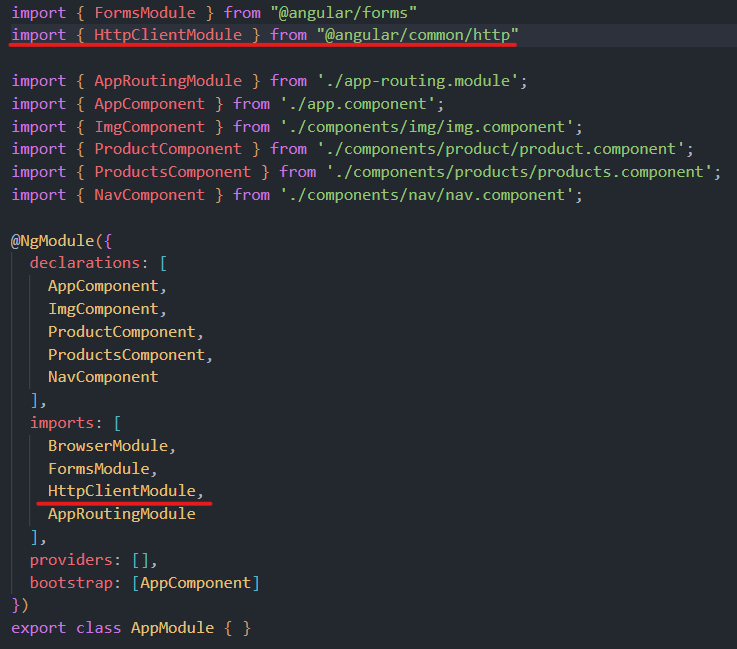 import { FormsModule } from "@angular/forms"
import { HttpClientModule } from "@angular/common/http"

import { AppRoutingModule } from './app-routing.module';
import { AppComponent } from './app.component';
import { ImgComponent } from './components/img/img.component';
import { ProductComponent } from './components/product/product.component';
import { ProductsComponent } from './components/products/products.component';
import { NavComponent } from './components/nav/nav.component';

@NgModule({
  declarations: [
    AppComponent,
    ImgComponent,
    ProductComponent,
    ProductsComponent,
    NavComponent
  ],
  imports: [
    BrowserModule,
    FormsModule,
    HttpClientModule,
    AppRoutingModule
  ],
  providers: [],
  bootstrap: [AppComponent]
})
export class AppModule { }